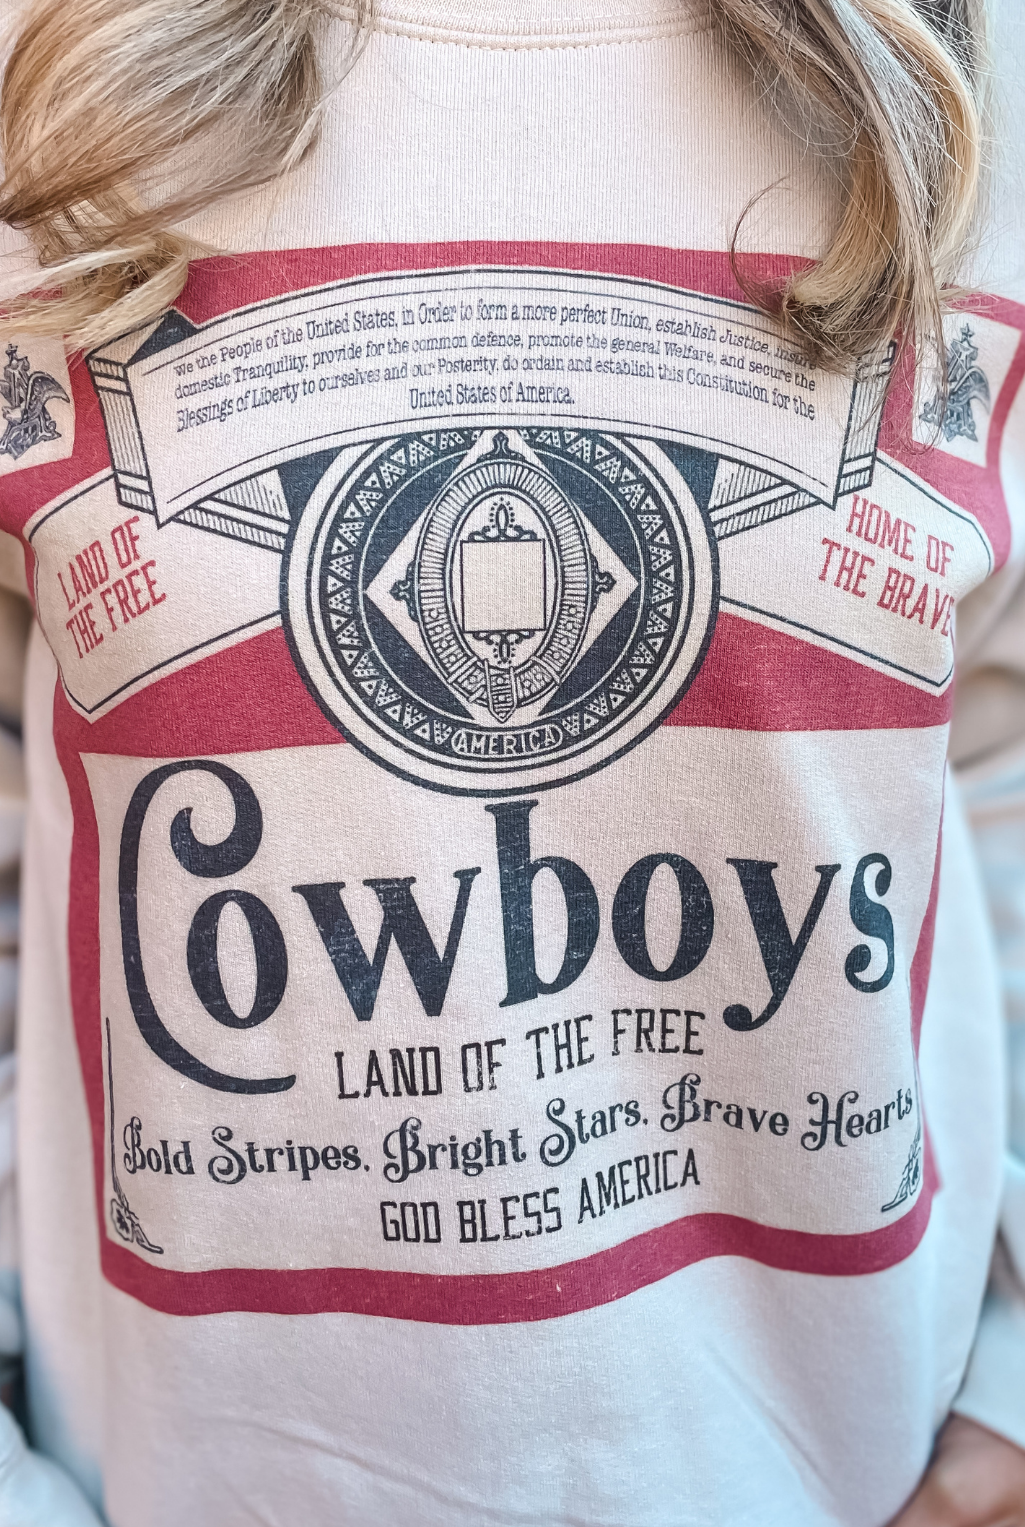 We the People of the United States, in Order to form a more perfect Union, establish Justice, insure
domestic Tranquility, provide for the common defence, promote the general Welfare, and secure the
Blessings of Liberty to ourselves and our Posterity, do ordain and establish this Constitution for the
United States of America.
LAND OF
THE FREE
HOME OF
THE BRAVE
AMERICA
Cowboys
LAND OF THE FREE
Bold Stripes. Bright Stars. Brave Hearts
GOD BLESS AMERICA